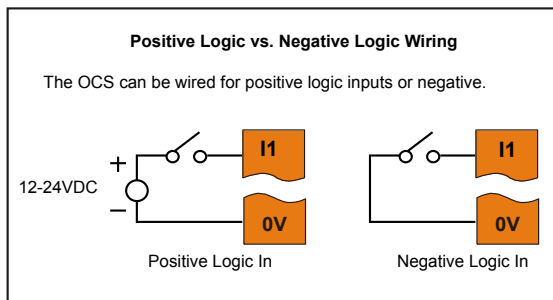 Positive Logic vs. Negative Logic Wiring
The OCS can be wired for positive logic inputs or negative.
I1
+
12-24VDC
–
0V
Positive Logic In
I1
0V
Negative Logic In